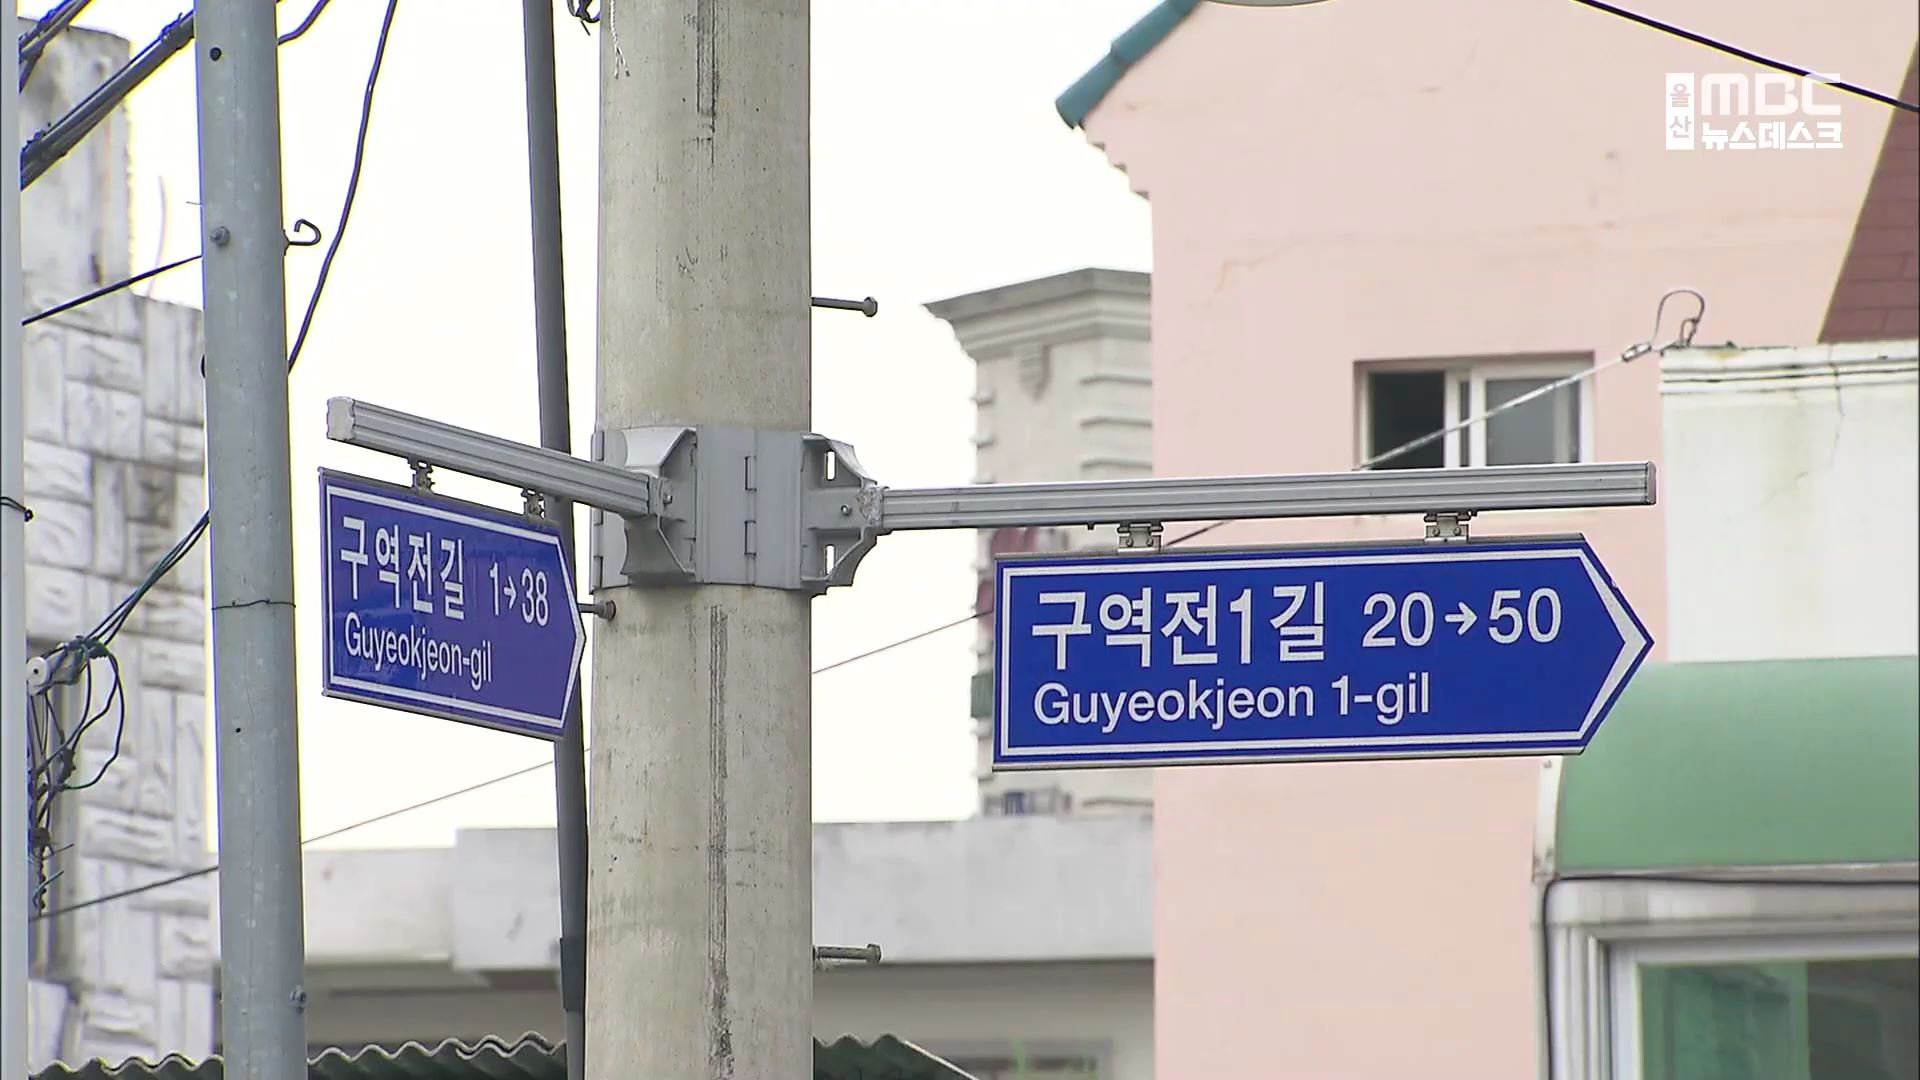 울산 MBC
뉴스데스크
구역전길 1→38
Guyeokjeon-gil
구역전1길 20→50
Guyeokjeon 1-gil